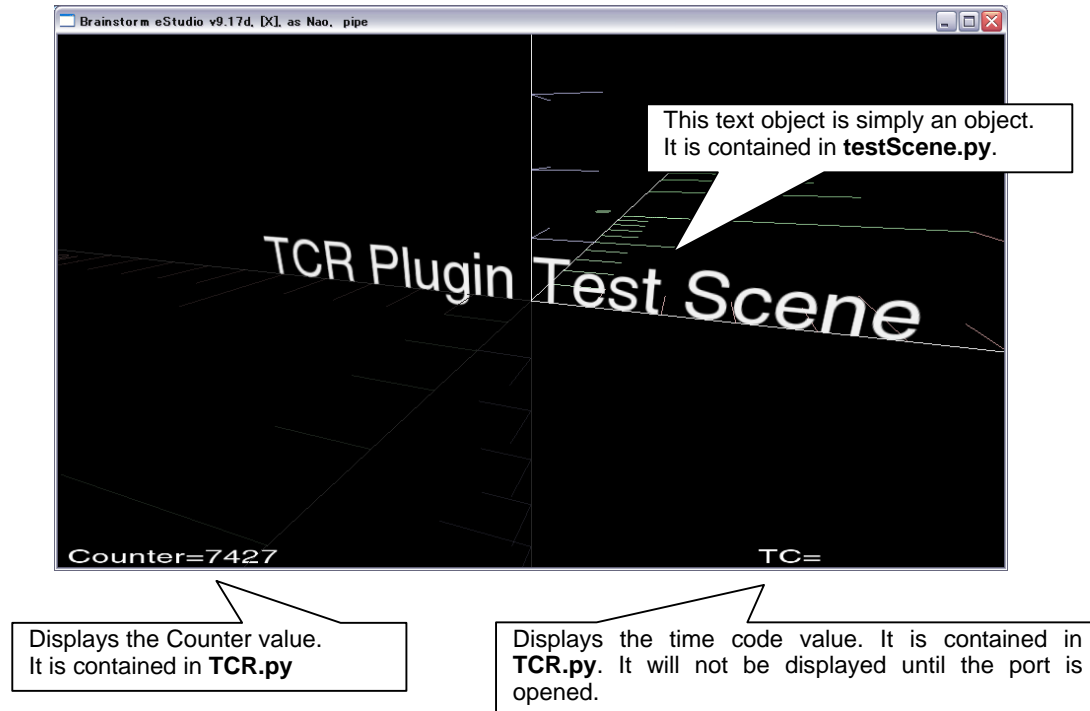 Brainstorm eStudio v9.17d, [X], as Nao, pipe
This text object is simply an object.
It is contained in testScene.py.
TCR Plugin Test Scene
Counter=7427
TC=
Displays the Counter value.
It is contained in TCR.py
Displays the time code value. It is contained in
TCR.py. It will not be displayed until the port is
opened.